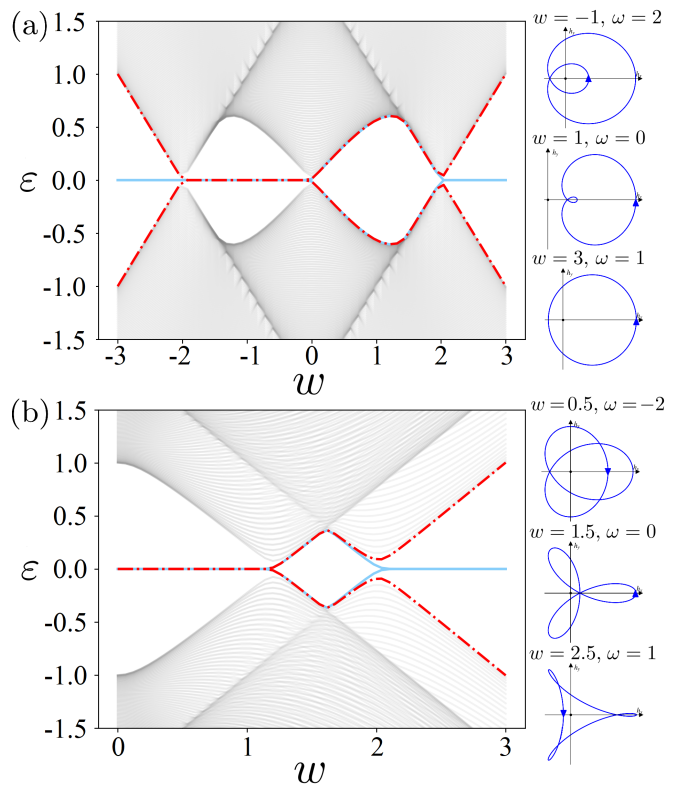 (a)
w = −1, ω = 2
w = 1, ω = 0
w = 3, ω = 1
1.5
1.0
0.5
0.0
-0.5
-1.0
-1.5
ε
-3 -2 -1 0 1 2 3
w
(b)
w = 0.5, ω = −2
w = 1.5, ω = 0
w = 2.5, ω = 1
1.5
1.0
0.5
0.0
-0.5
-1.0
-1.5
ε
0 1 2 3
w